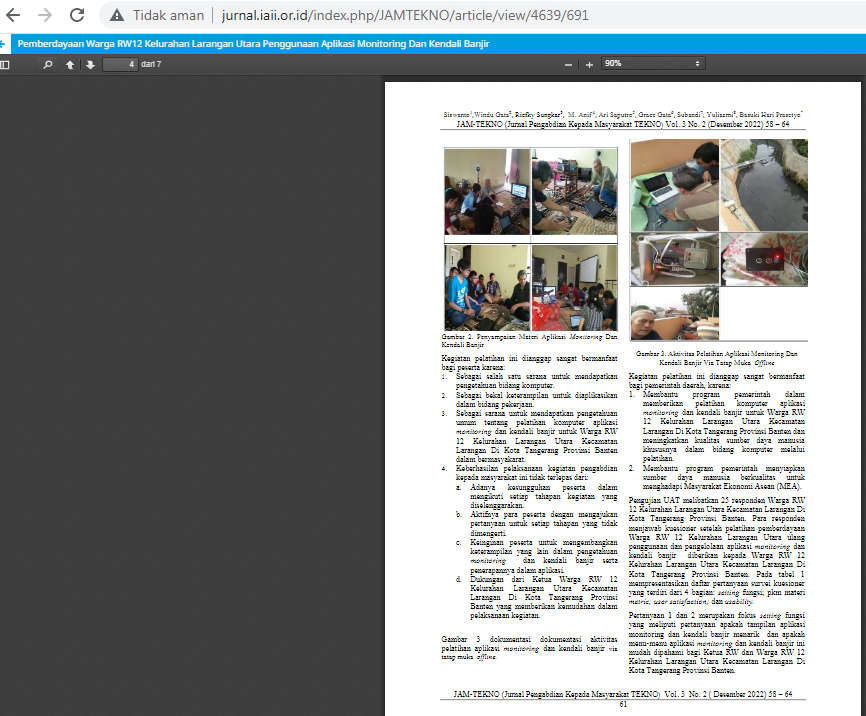 Tidak aman
jurnal.iaii.or.id/index.php/JAMTEKNO/article/view/4639/691
Pemberdayaan Warga RW12 Kelurahan Larangan Utara Penggunaan Aplikasi Monitoring Dan Kendali Banjir
4 dari 7
90%
Siswanto¹, Windu Gata², Riefky Sungkar³, M. Anif⁴, Ari Saputro⁵, Grace Gata⁶, Subandi⁷, Yuliazmi⁸, Basuki Hari Prasetyo⁹
JAM-TEKNO (Jurnal Pengabdian Kepada Masyarakat TEKNO) Vol. 3 No. 2 (Desember 2022) 58 – 64
Gambar 2. Penyampaian Materi Aplikasi Monitoring Dan
Kendali Banjir
Kegiatan pelatihan ini dianggap sangat bermanfaat
bagi peserta karena:
1. Sebagai salah satu sarana untuk mendapatkan
pengetahuan bidang komputer.
2. Sebagai bekal keterampilan untuk diaplikasikan
dalam bidang pekerjaan.
3. Sebagai sarana untuk mendapatkan pengetahuan
umum tentang pelatihan komputer aplikasi
monitoring dan kendali banjir untuk Warga RW
12 Kelurahan Larangan Utara Kecamatan
Larangan Di Kota Tangerang Provinsi Banten
dalam bermasyakarat.
4. Keberhasilan pelaksanaan kegiatan pengabdian
kepada masyarakat ini tidak terlepas dari:
a. Adanya kesungguhan peserta dalam
mengikuti setiap tahapan kegiatan yang
diselenggarakan.
b. Aktifnya para peserta dengan mengajukan
pertanyaan untuk setiap tahapan yang tidak
dimengerti.
c. Keinginan peserta untuk mengembangkan
keterampilan yang lain dalam pengetahuan
monitoring dan kendali banjir serta
penerapannya dalam aplikasi.
d. Dukungan dari Ketua Warga RW 12
Kelurahan Larangan Utara Kecamatan
Larangan Di Kota Tangerang Provinsi
Banten yang memberikan kemudahan dalam
pelaksanaan kegiatan.
Gambar 3 dokumentasi dokumentasi aktivitas
pelatihan aplikasi monitoring dan kendali banjir via
tatap muka offline.
Gambar 3. Aktivitas Pelatihan Aplikasi Monitoring Dan
Kendali Banjir Via Tatap Muka Offline
Kegiatan pelatihan ini dianggap sangat bermanfaat
bagi pemerintah daerah, karena:
1. Membantu program pemerintah dalam
memberikan pelatihan komputer aplikasi
monitoring dan kendali banjir untuk Warga RW
12 Kelurahan Larangan Utara Kecamatan
Larangan Di Kota Tangerang Provinsi Banten dan
meningkatkan kualitas sumber daya manusia
khususnya dalam bidang komputer melalui
pelatihan.
2. Membantu program pemerintah menyiapkan
sumber daya manusia berkualitas untuk
menghadapi Masyarakat Ekonomi Asean (MEA).
Pengujian UAT melibatkan 25 responden Warga RW
12 Kelurahan Larangan Utara Kecamatan Larangan Di
Kota Tangerang Provinsi Banten. Para responden
menjawab kuesioner setelah pelatihan pemberdayaan
Warga RW 12 Kelurahan Larangan Utara ulang
penggunaan dan pengelolaan aplikasi monitoring dan
kendali banjir diberikan kepada Warga RW 12
Kelurahan Larangan Utara Kecamatan Larangan Di
Kota Tangerang Provinsi Banten. Pada tabel 1
mempresentasikan daftar pertanyaan survei kuesioner
yang terdiri dari 4 bagian: setting fungsi; pkm materi
metric; user satisfaction; dan usability.
Pertanyaan 1 dan 2 merupakan fokus setting fungsi
yang meliputi pertanyaan apakah tampilan aplikasi
monitoring dan kendali banjir menarik dan apakah
menu-menu aplikasi monitoring dan kendali banjir ini
mudah dipahami bagi Ketua RW dan Warga RW 12
Kelurahan Larangan Utara Kecamatan Larangan Di
Kota Tangerang Provinsi Banten.
JAM-TEKNO (Jurnal Pengabdian Kepada Masyarakat TEKNO) Vol. 3 No. 2 ( Desember 2022) 58 – 64
61